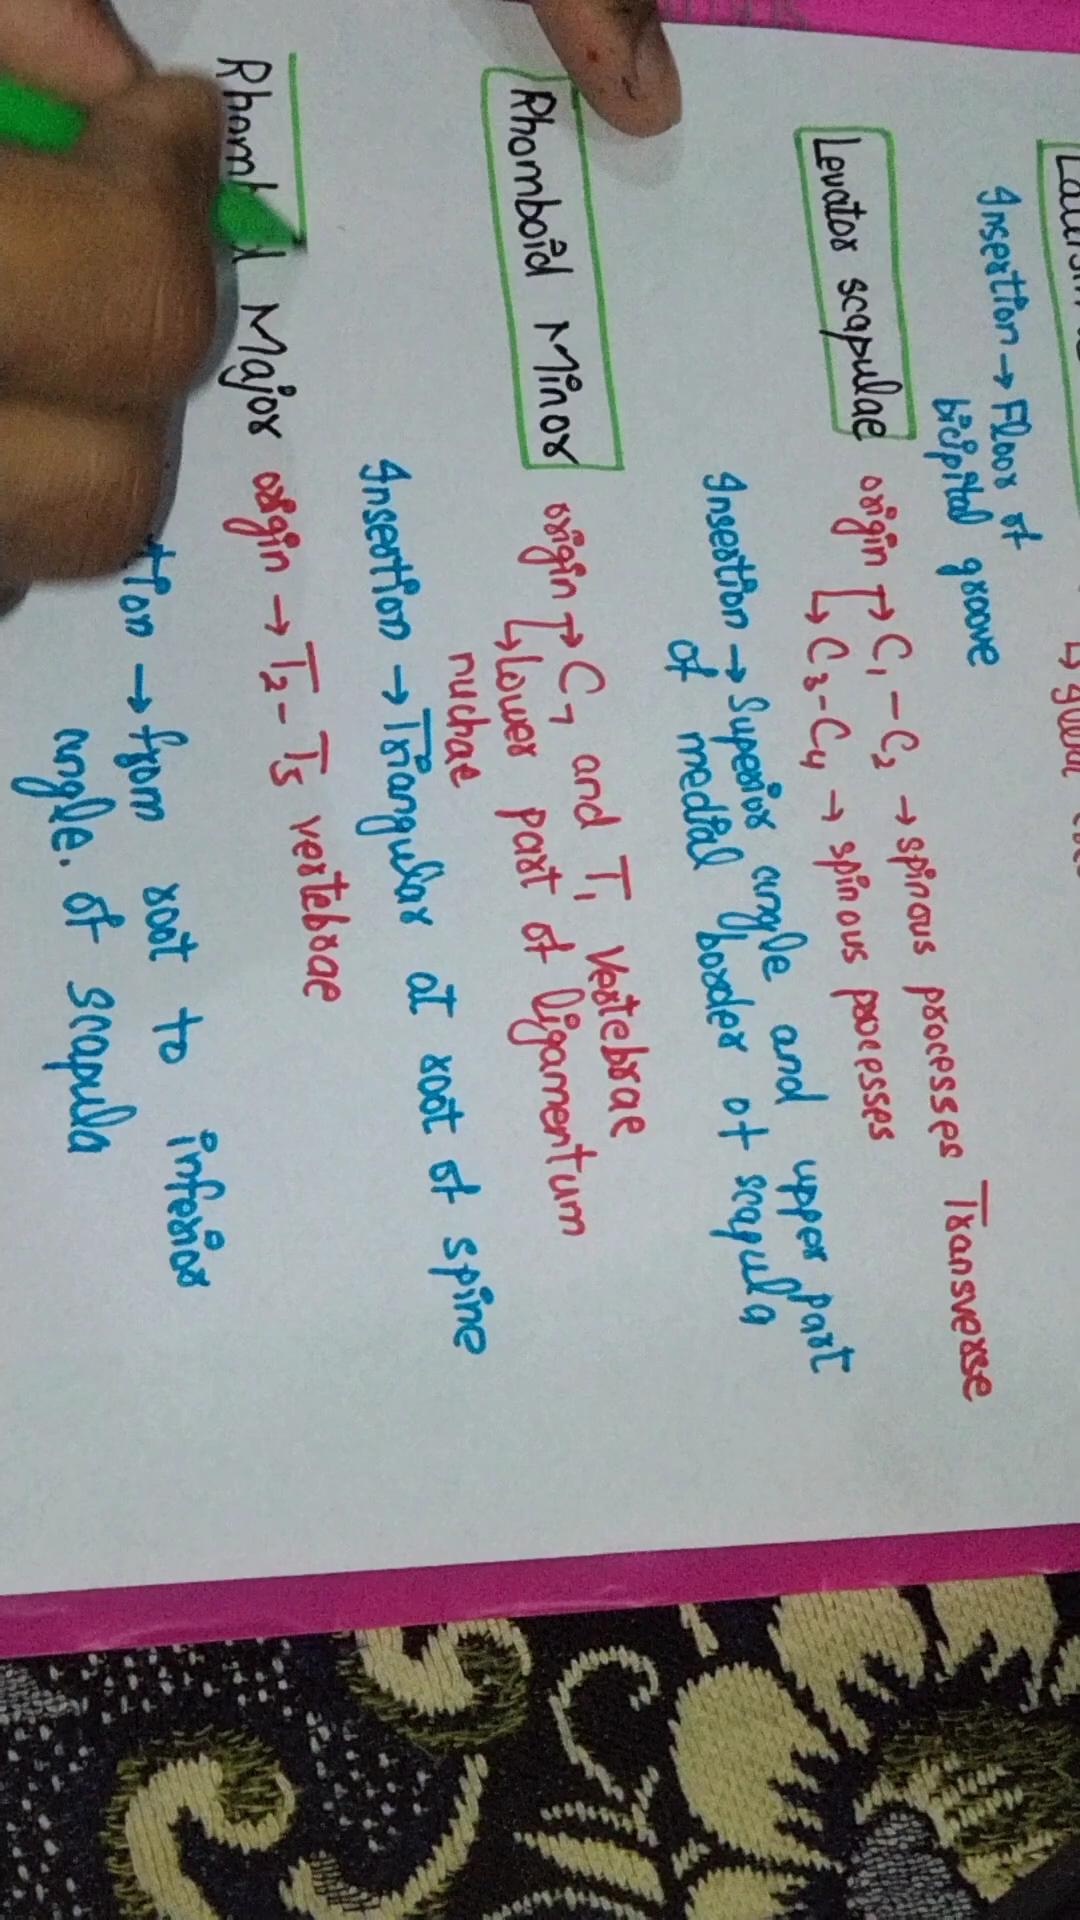 Insertion → Floor of
bicipital groove
Levator scapulae
origin → C1 - C2 → spinous processes Transverse
↳ C3 - C4 → spinous processes
Insertion → Superior angle and upper part
of medial border of scapula
Rhomboid Minor
origin → C7 and T1 vertebrae
↳ Lower part of ligamentum
nuchae
Insertion → Triangular at root of spine
Major
origin → T2 - T5 vertebrae
→ from root to inferior
angle. of scapula